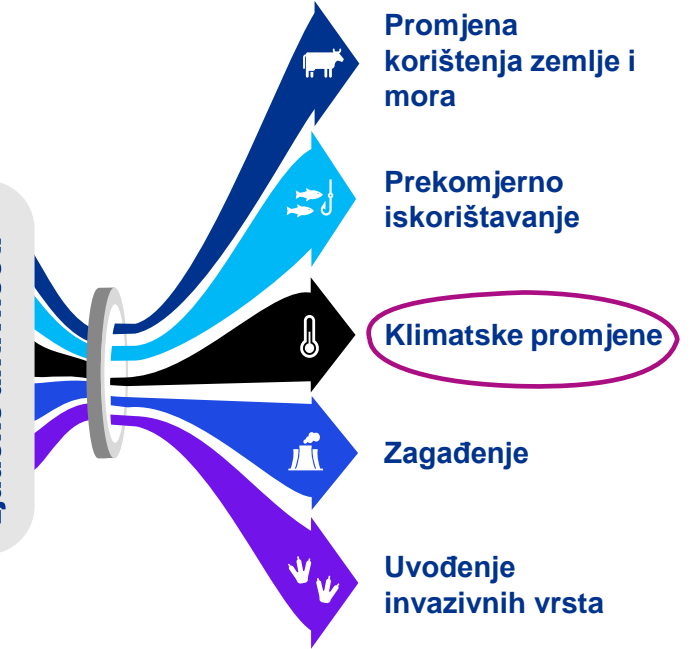 Promjena
korištenja zemlje i
mora
Prekomjerno
iskorištavanje
Klimatske promjene
Zagađenje
Uvođenje
invazivnih vrsta